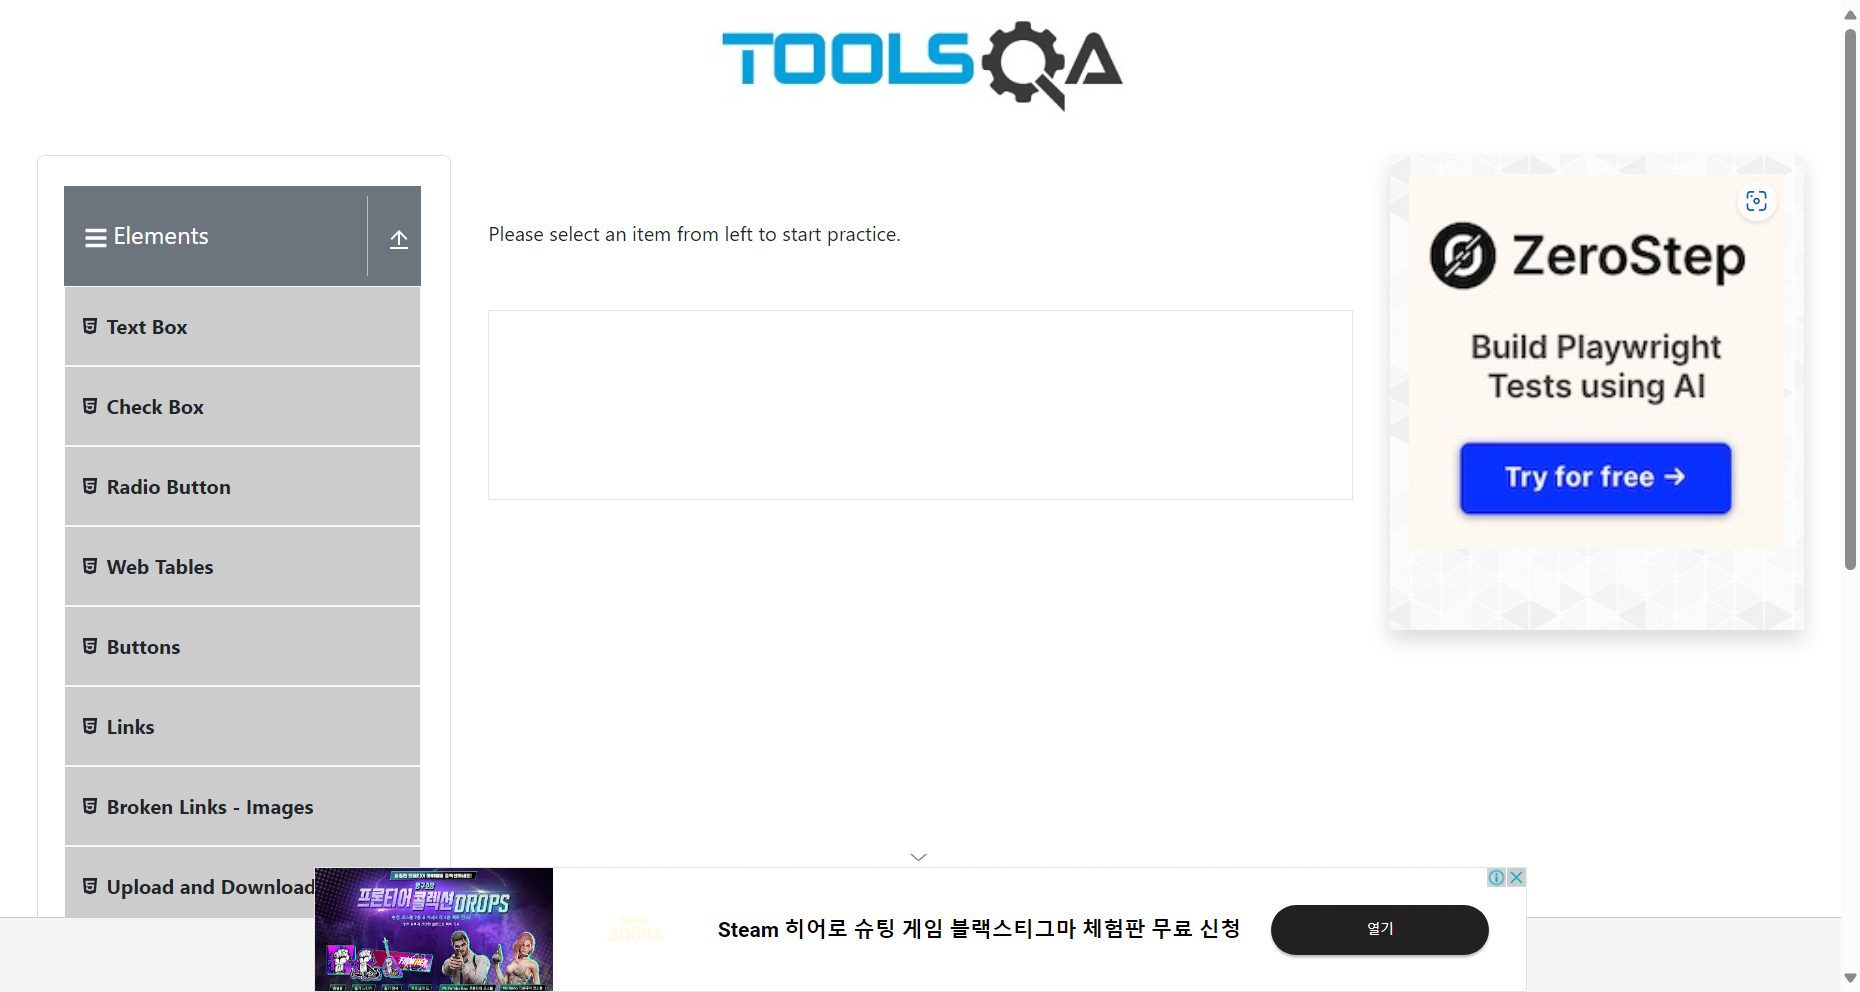 TOOLSQA
Elements
Text Box
Check Box
Radio Button
Web Tables
Buttons
Links
Broken Links - Images
Upload and Download
Please select an item from left to start practice.
ZeroStep
Build Playwright
Tests using AI
Try for free →
프론티어 콜렉션 DROPS
BLACK
STIGMA
Steam 히어로 슈팅 게임 블랙스티그마 체험판 무료 신청
열기